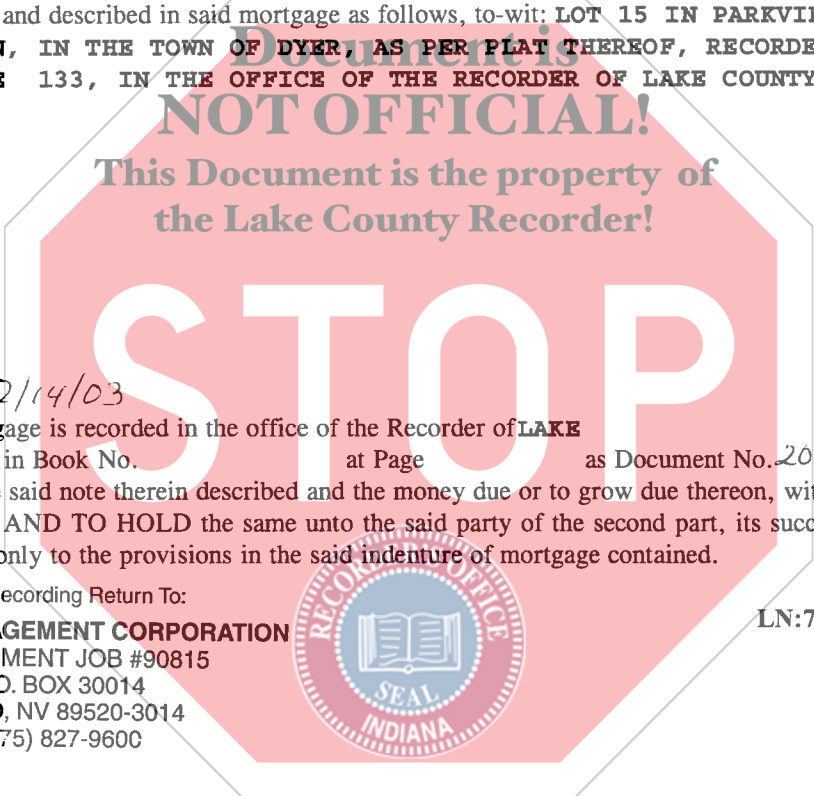 and described in said mortgage as follows, to-wit: LOT 15 IN PARKVI
, IN THE TOWN OF DYER, AS PER PLAT THEREOF, RECORDE
133, IN THE OFFICE OF THE RECORDER OF LAKE COUNTY
Document is
NOT OFFICIAL!
This Document is the property of
the Lake County Recorder!
STOP
2/14/03
gage is recorded in the office of the Recorder of LAKE
in Book No. at Page as Document No. 20
said note therein described and the money due or to grow due thereon, wit
AND TO HOLD the same unto the said party of the second part, its succ
only to the provisions in the said indenture of mortgage contained.
ecording Return To:
GEMENT CORPORATION
LN:7
MENT JOB #90815
O. BOX 30014
, NV 89520-3014
75) 827-9600
RECORDER'S OFFICE
SEAL
INDIANA